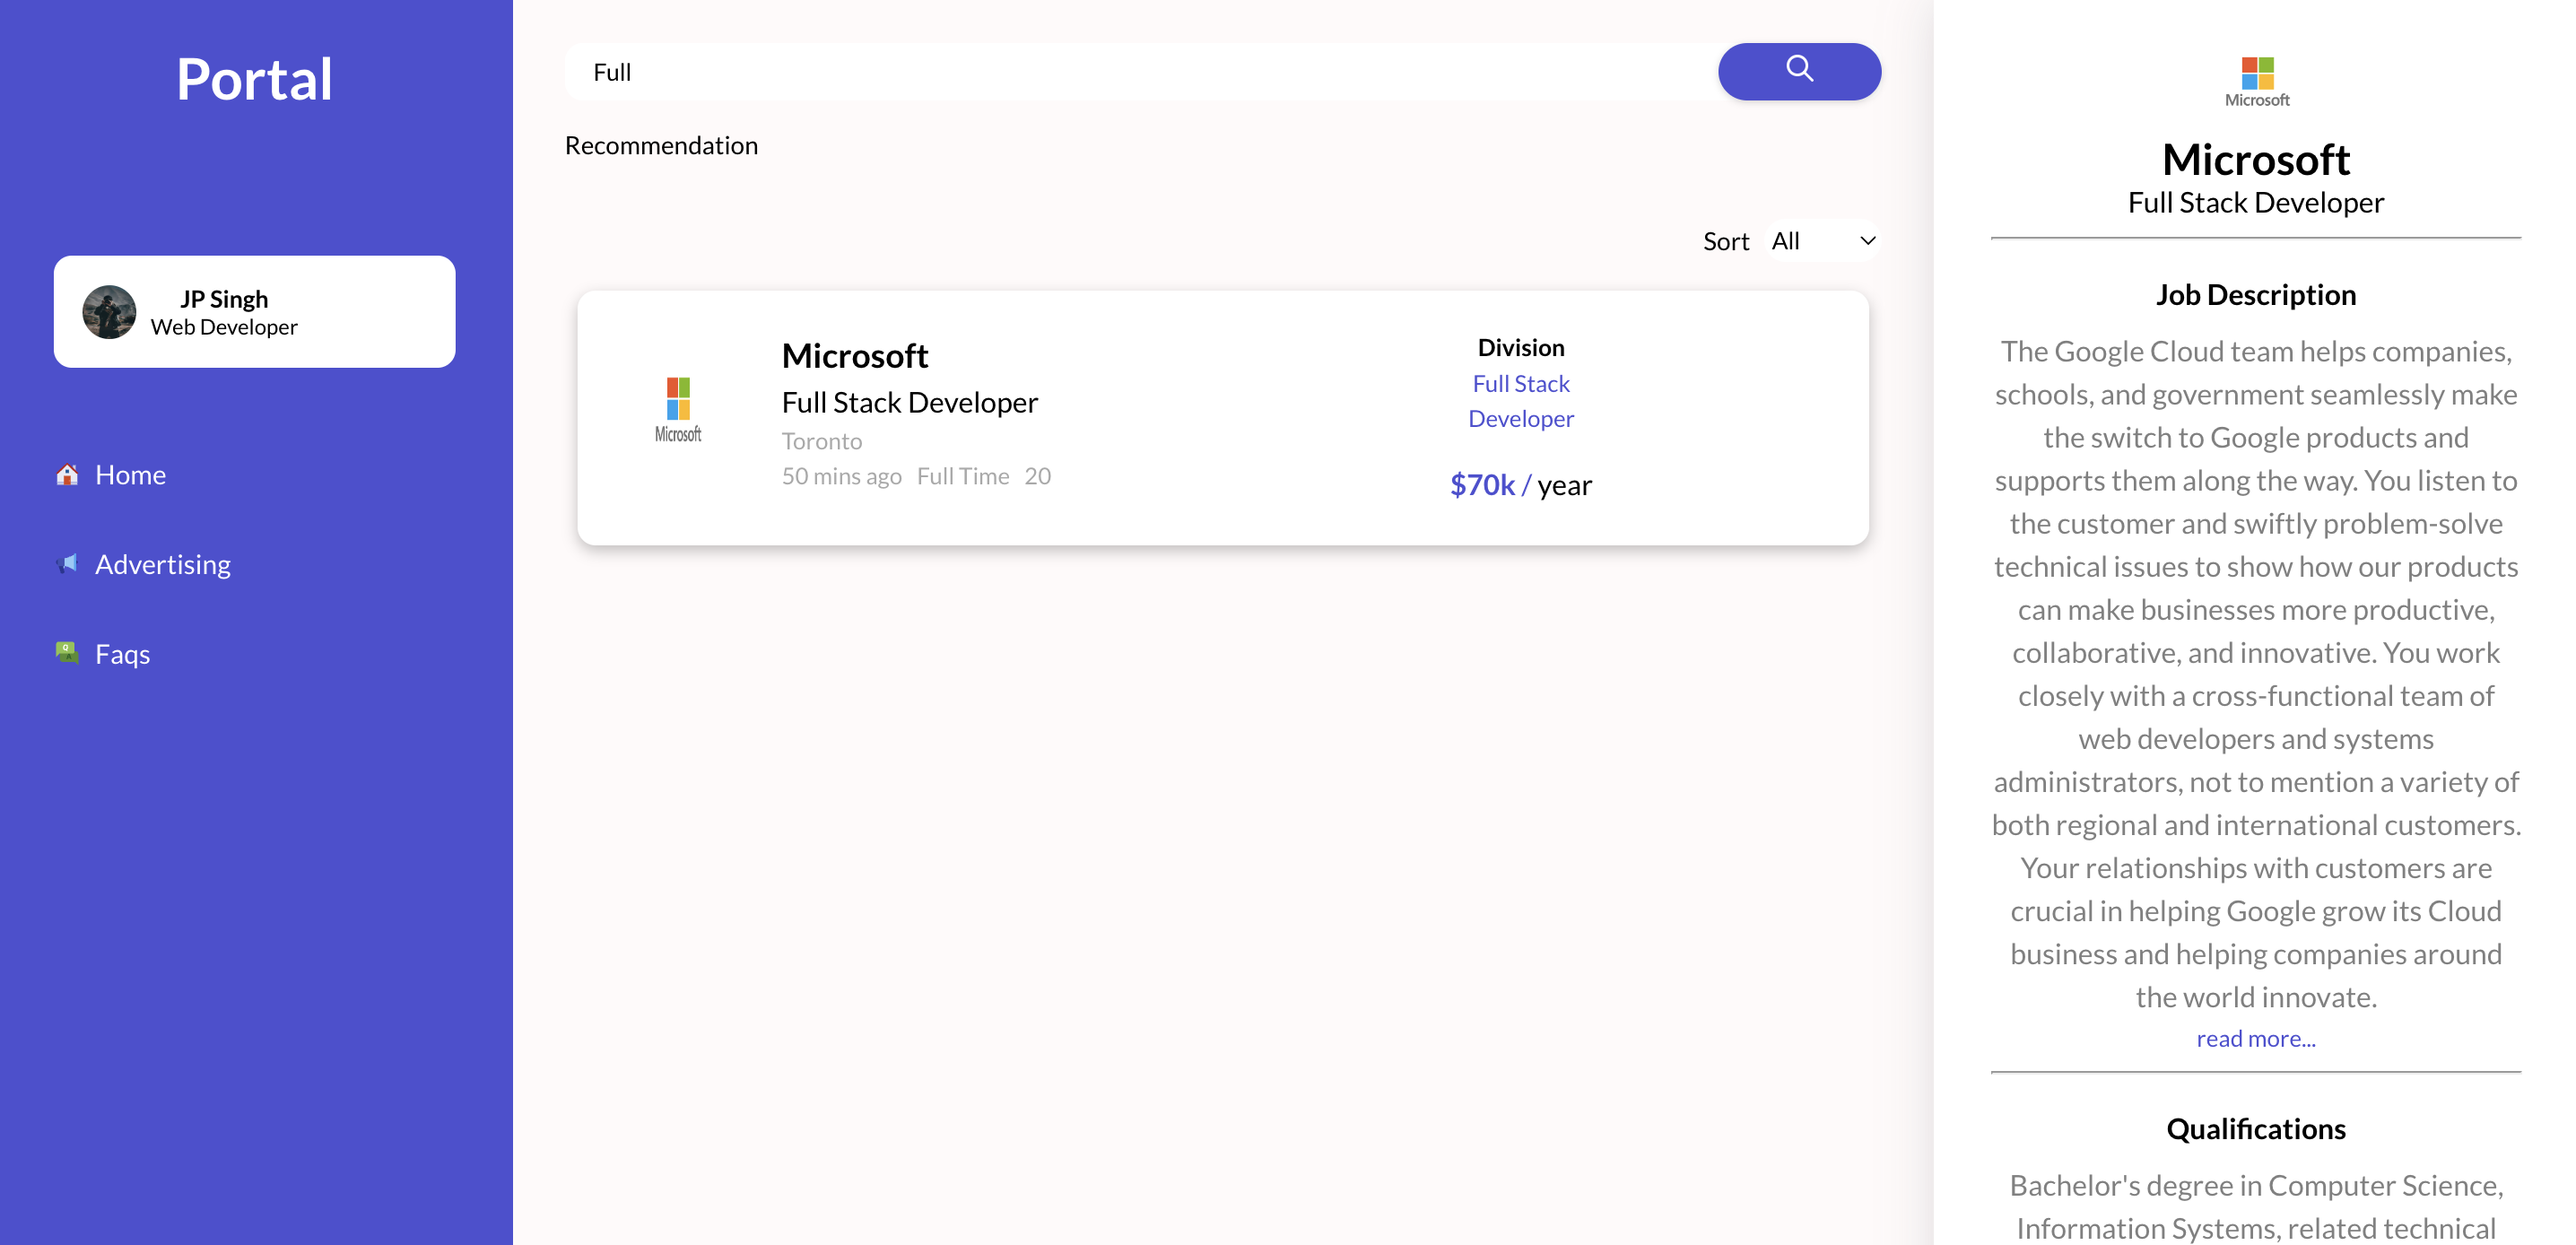 Portal
JP Singh
Web Developer
Home
Advertising
Faqs
Full
Recommendation
Sort All
Microsoft
Microsoft
Full Stack Developer
Toronto
50 mins ago Full Time 20
Division
Full Stack
Developer
$70k / year
Microsoft
Microsoft
Full Stack Developer
Job Description
The Google Cloud team helps companies,
schools, and government seamlessly make
the switch to Google products and
supports them along the way. You listen to
the customer and swiftly problem-solve
technical issues to show how our products
can make businesses more productive,
collaborative, and innovative. You work
closely with a cross-functional team of
web developers and systems
administrators, not to mention a variety of
both regional and international customers.
Your relationships with customers are
crucial in helping Google grow its Cloud
business and helping companies around
the world innovate.
read more...
Qualifications
Bachelor's degree in Computer Science,
Information Systems, related technical